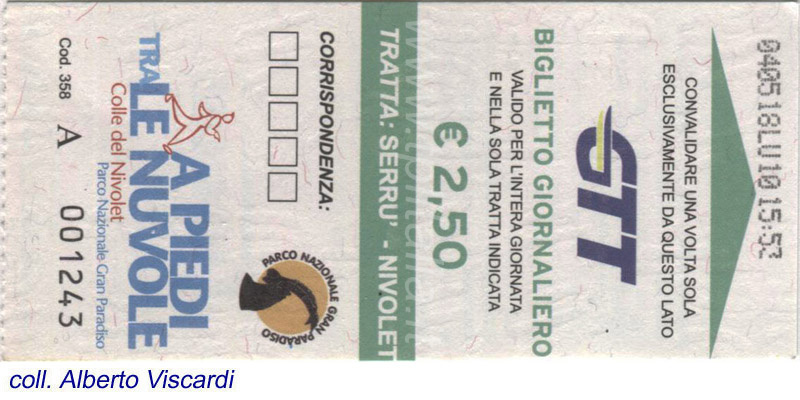 040518LU10 15:53
CONVALIDARE UNA VOLTA SOLA
ESCLUSIVAMENTE DA QUESTO LATO
GTT
BIGLIETTO GIORNALIERO
VALIDO PER L'INTERA GIORNATA
E NELLA SOLA TRATTA INDICATA
€ 2,50
TRATTA: SERRU' - NIVOLET
CORRISPONDENZA:
PARCO NAZIONALE GRAN PARADISO
A PIEDI
TRA LE NUVOLE
Colle del Nivolet
Parco Nazionale Gran Paradiso
Cod. 358
A
001243
coll. Alberto Viscardi